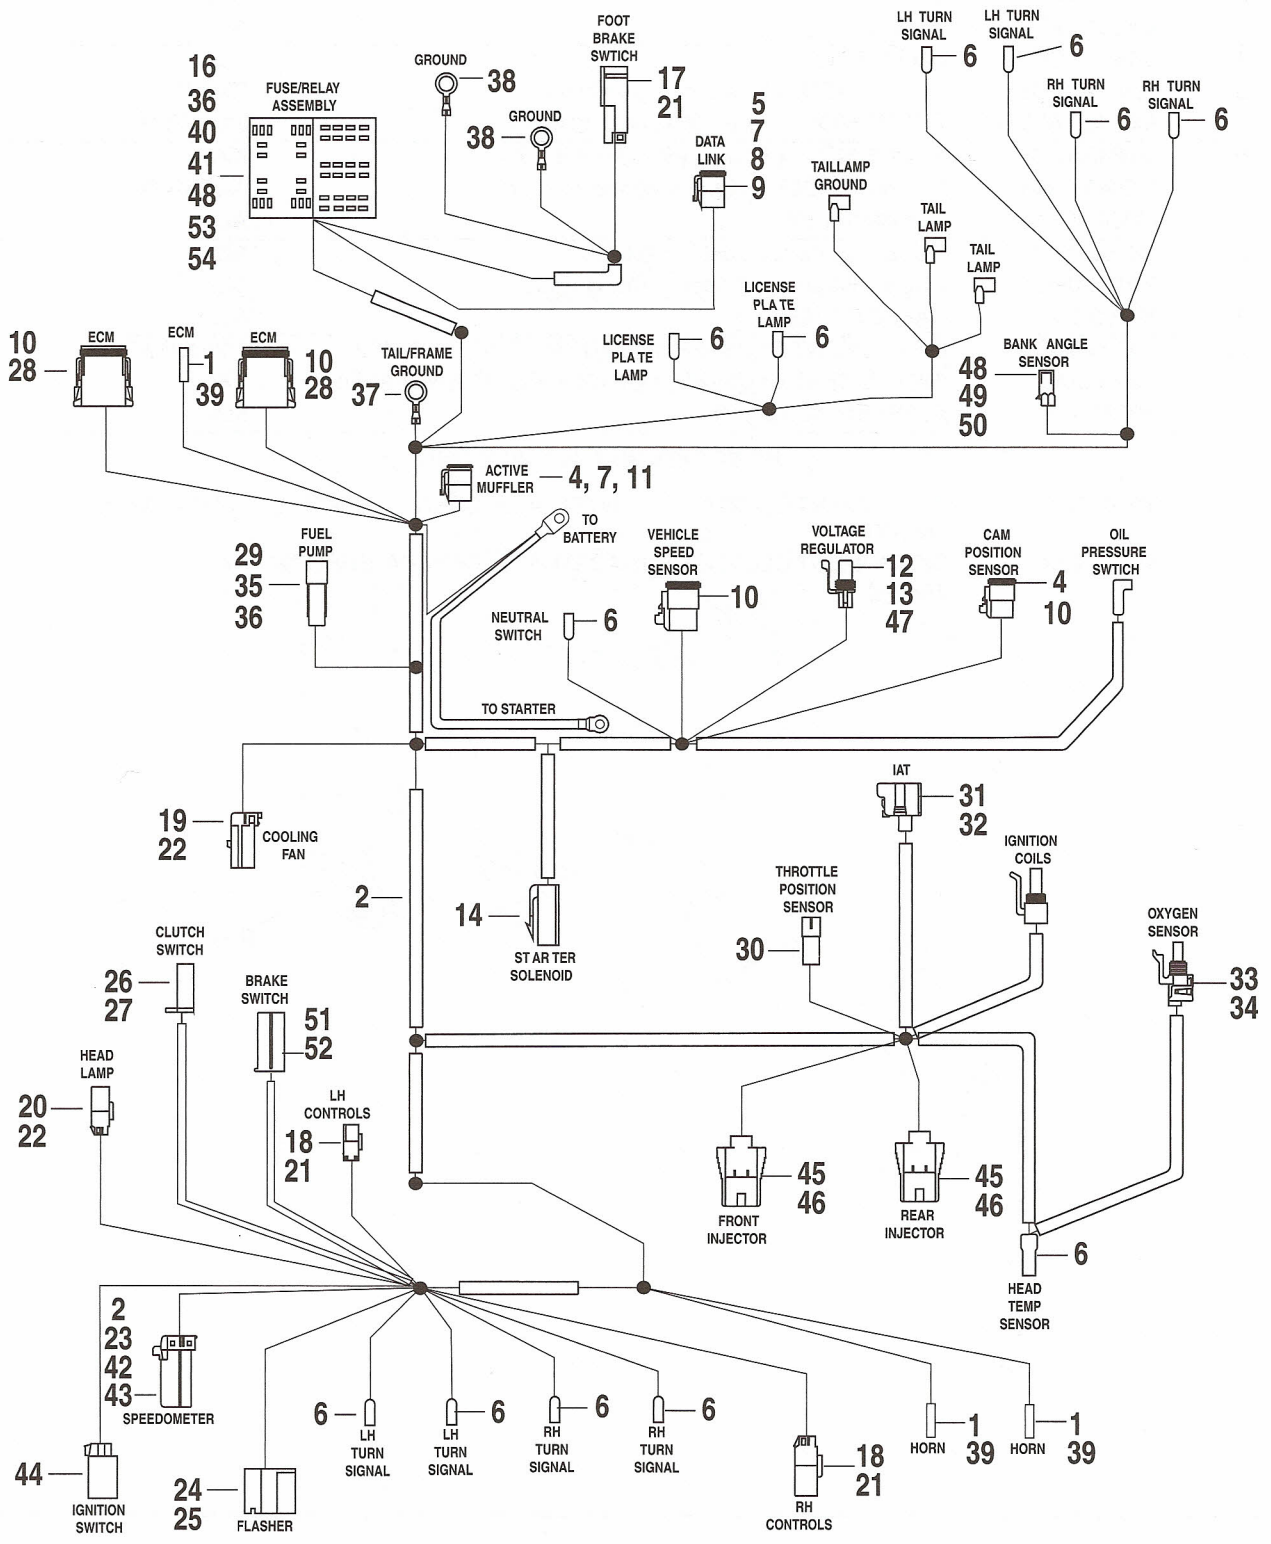 FOOT
BRAKE
SWTICH
17
21
GROUND
38
GROUND
38
16
36
40
41
48
53
54
FUSE/RELAY
ASSEMBLY
DATA
LINK
5
7
8
9
LH TURN
SIGNAL
6
LH TURN
SIGNAL
6
RH TURN
SIGNAL
6
RH TURN
SIGNAL
6
TAILLAMP
GROUND
TAIL
LAMP
TAIL
LAMP
LICENSE
PLA TE
LAMP
6
LICENSE
PLA TE
LAMP
6
BANK ANGLE
SENSOR
48
49
50
10
28
ECM
ECM
1
39
ECM
10
28
TAIL/FRAME
GROUND
37
ACTIVE
MUFFLER
4, 7, 11
TO
BATTERY
FUEL
PUMP
29
35
36
NEUTRAL
SWITCH
6
VEHICLE
SPEED
SENSOR
10
VOLTAGE
REGULATOR
12
13
47
CAM
POSITION
SENSOR
4
10
OIL
PRESSURE
SWTICH
TO STARTER
19
22
COOLING
FAN
2
14
ST AR TER
SOLENOID
IAT
31
32
THROTTLE
POSITION
SENSOR
30
IGNITION
COILS
OXYGEN
SENSOR
33
34
CLUTCH
SWITCH
26
27
BRAKE
SWITCH
51
52
HEAD
LAMP
20
22
LH
CONTROLS
18
21
45
46
FRONT
INJECTOR
45
46
REAR
INJECTOR
6
HEAD
TEMP
SENSOR
2
23
42
43
SPEEDOMETER
44
IGNITION
SWITCH
24
25
FLASHER
6
LH
TURN
SIGNAL
6
LH
TURN
SIGNAL
6
RH
TURN
SIGNAL
6
RH
TURN
SIGNAL
18
21
RH
CONTROLS
1
39
HORN
1
39
HORN